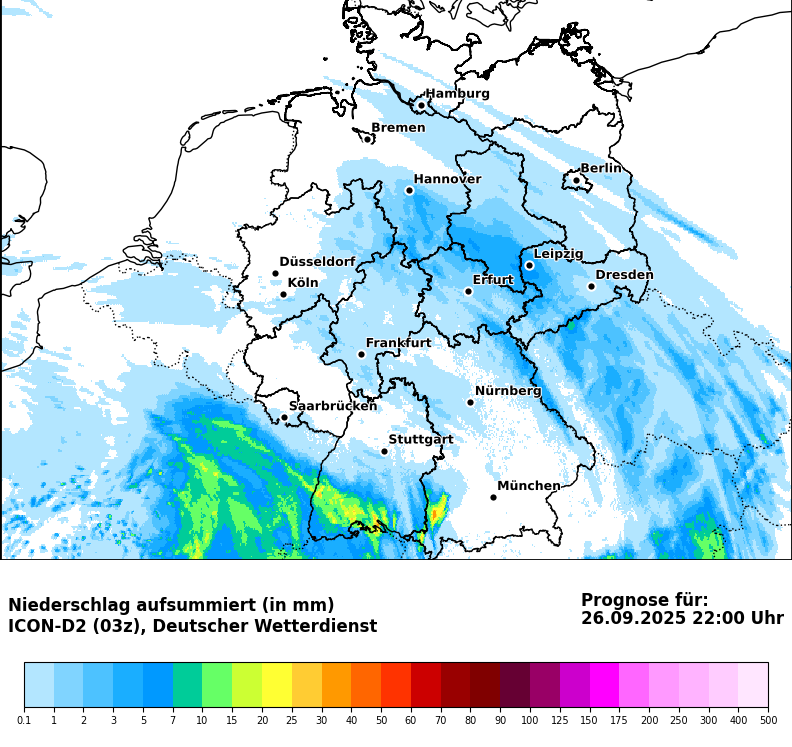 Hamburg
Bremen
Berlin
Hannover
Düsseldorf
Leipzig
Köln
Erfurt
Dresden
Frankfurt
Nürnberg
Saarbrücken
Stuttgart
München
Niederschlag aufsummiert (in mm)
ICON-D2 (03z), Deutscher Wetterdienst
Prognose für:
26.09.2025 22:00 Uhr
0.1 1 2 3 5 7 10 15 20 25 30 40 50 60 70 80 90 100 125 150 175 200 250 300 400 500